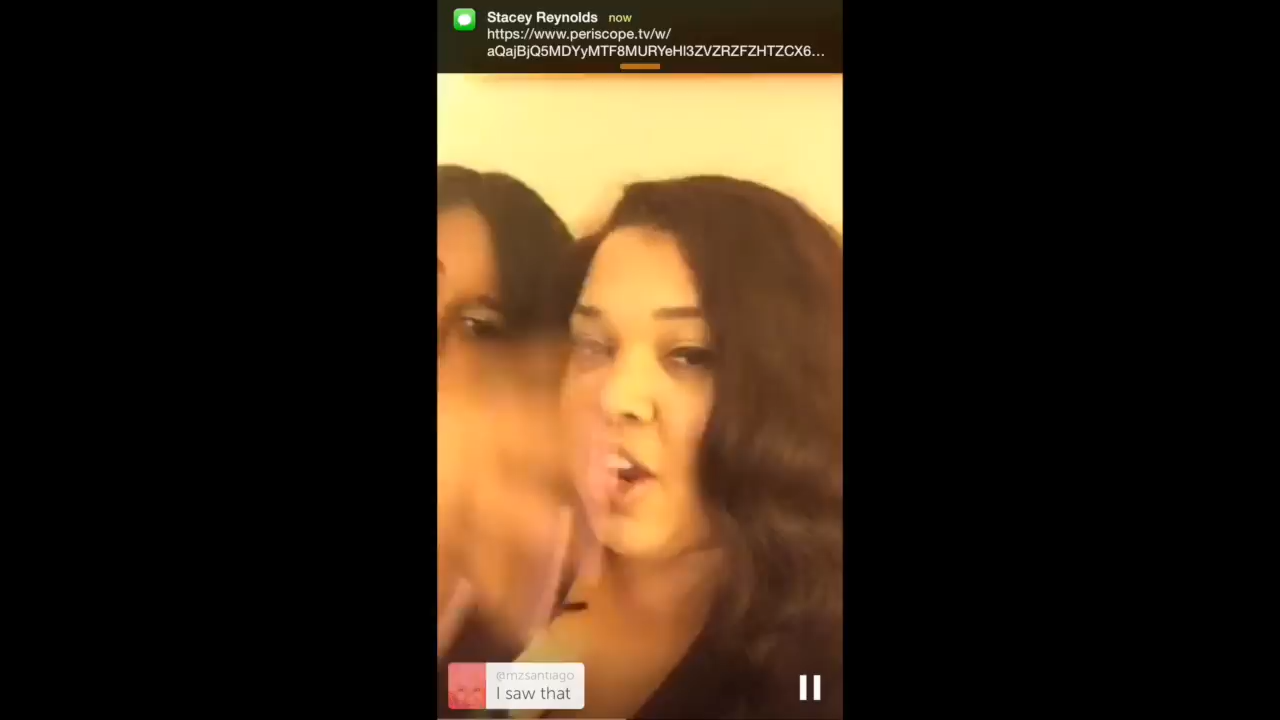 Stacey Reynolds now
https://www.periscope.tv/w/
aQajBjQ5MDYyMTF8MURYeHl3ZVZRZFZHTZCX6…
@mzsantiago
I saw that